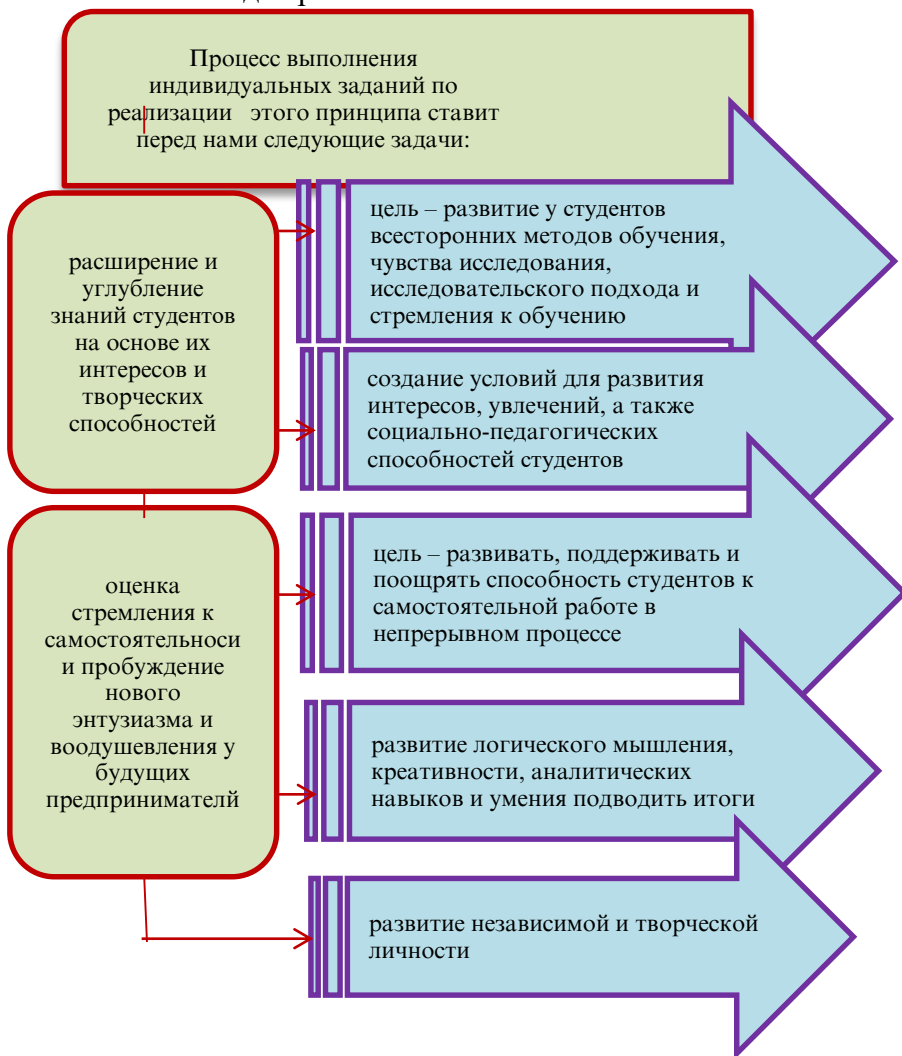 Процесс выполнения
индивидуальных заданий по
реализации этого принципа ставит
перед нами следующие задачи:
расширение и
углубление
знаний студентов
на основе их
интересов и
творческих
способностей
цель – развитие у студентов
всесторонних методов обучения,
чувства исследования,
исследовательского подхода и
стремления к обучению
создание условий для развития
интересов, увлечений, а также
социально-педагогических
способностей студентов
оценка
стремления к
самостоятельноси
и пробуждение
нового
энтузиазма и
воодушевления у
будущих
предпринимателй
цель – развивать, поддерживать и
поощрять способность студентов к
самостоятельной работе в
непрерывном процессе
развитие логического мышления,
креативности, аналитических
навыков и умения подводить итоги
развитие независимой и творческой
личности